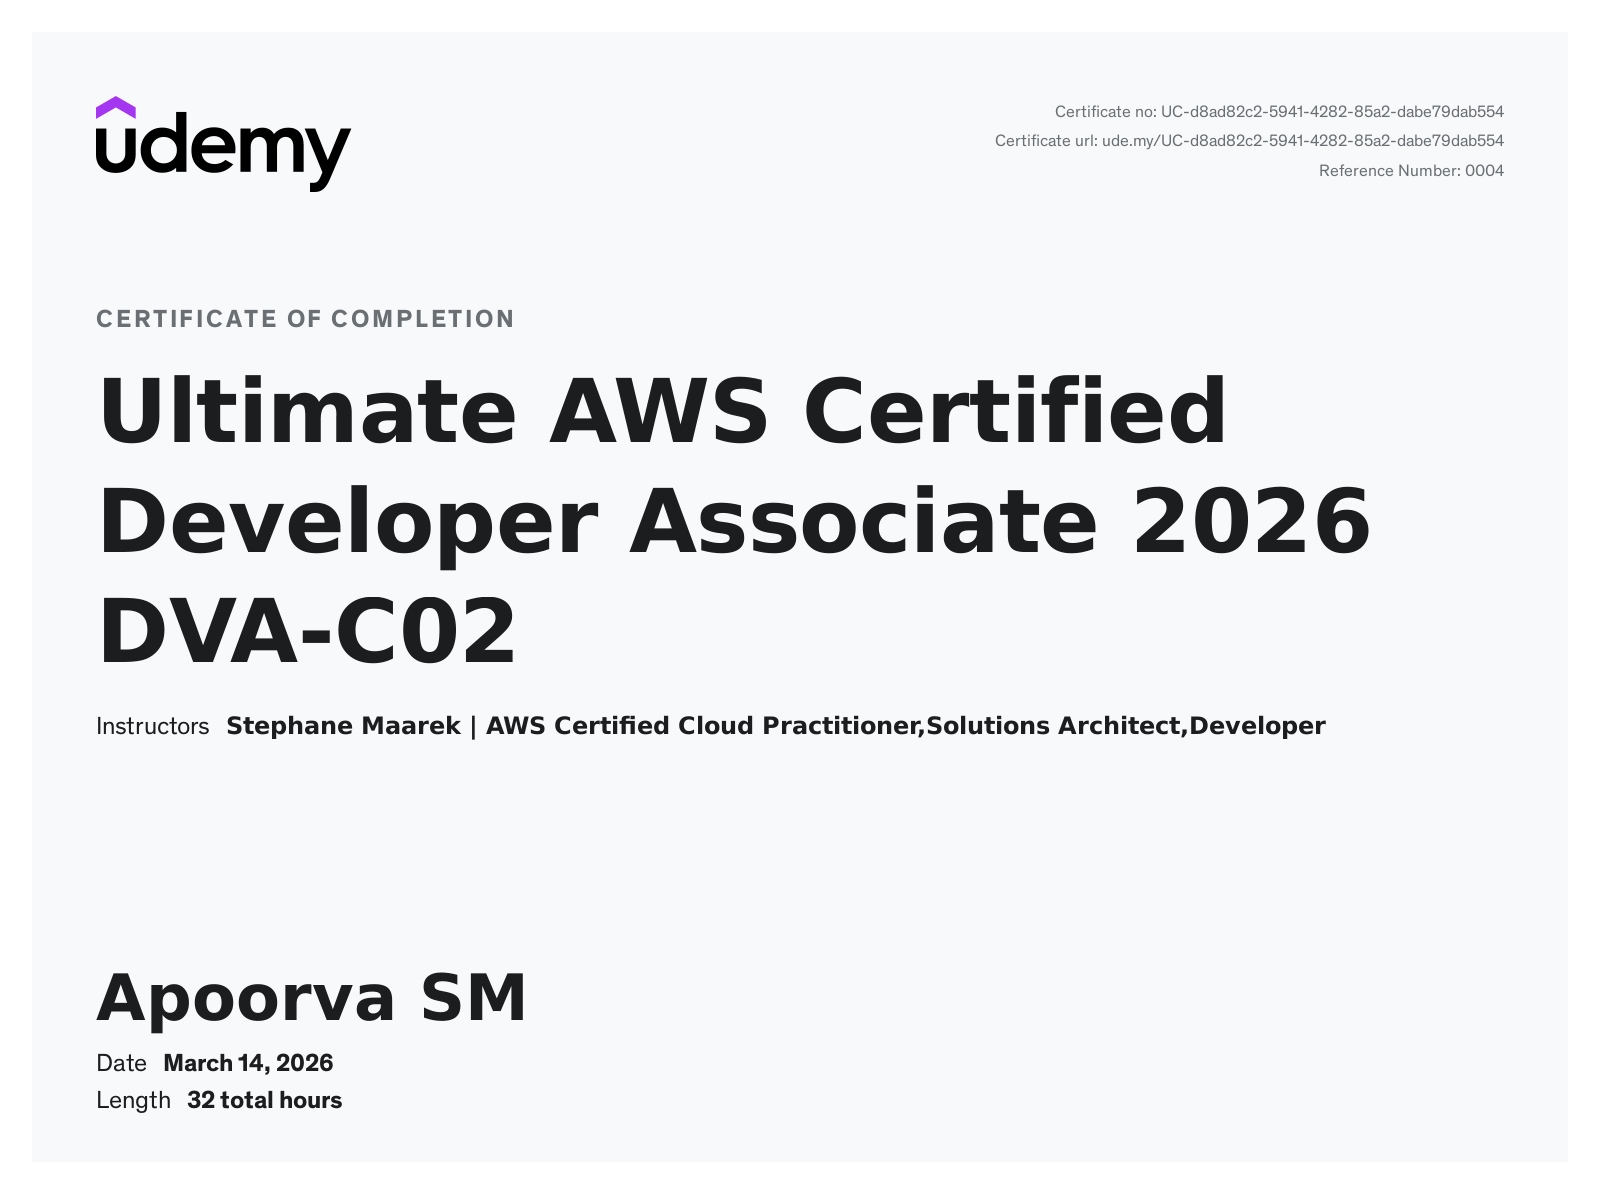 udemy
Certificate no: UC-d8ad82c2-5941-4282-85a2-dabe79dab554
Certificate url: ude.my/UC-d8ad82c2-5941-4282-85a2-dabe79dab554
Reference Number: 0004
CERTIFICATE OF COMPLETION
Ultimate AWS Certified
Developer Associate 2026
DVA-C02
Instructors Stephane Maarek | AWS Certified Cloud Practitioner,Solutions Architect,Developer
Apoorva SM
Date March 14, 2026
Length 32 total hours